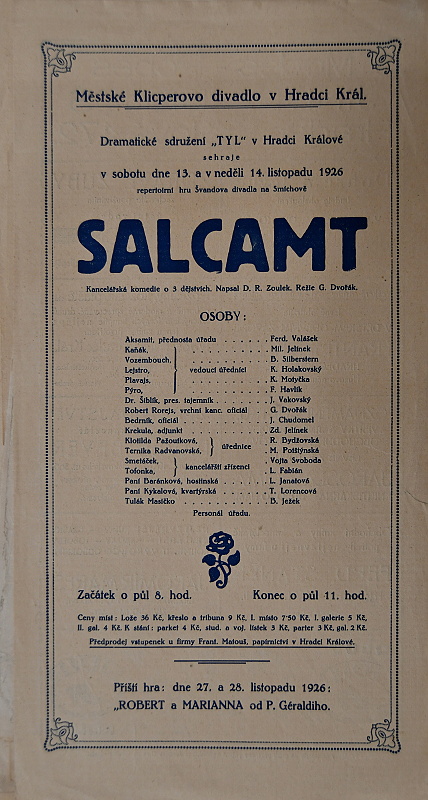 Městské Klicperovo divadlo v Hradci Král.
Dramatické sdružení „TYL" v Hradci Králové
sehraje
v sobotu dne 13. a v neděli 14. listopadu 1926
repertoirní hru Švandova divadla na Smíchově
SALCAMT
Kancelářská komedie o 3 dějstvích. Napsal D. R. Zoulek. Režie G. Dvořák.
OSOBY:
Aksamit, přednosta úřadu . . . . . . Ferd. Valášek
Kaňák, } vedoucí úředníci . . . Mil. Jelínek
Vozembouch, B. Silberstern
Lejstro, K. Holakovský
Plavajs, K. Motyčka
Pýro, F. Havlík
Dr. Šiblík, pres. tajemník . . . . . . J. Vakovský
Robert Rorejs, vrchní kanc. oficiál . . G. Dvořák
Bedrník, oficiál . . . . . . . . . J. Chudomel
Krekula, adjunkt . . . . . . . . . Zd. Jelínek
Klotilda Pažoutková, } úřednice . . R. Bydžovská
Ternika Radvanovská, M. Potštýnská
Smetáček, } kancelářští zřízenci Vojta Svoboda
Tofonka, L. Fabián
Paní Baránková, hostinská . . . . . . L. Janatová
Paní Kykalová, kvartýrská . . . . . . T. Lorencová
Tulák Masíčko . . . . . . . . . . B. Ježek
Personál úřadu.
Začátek o půl 8. hod. Konec o půl 11. hod.
Ceny míst: Lože 36 Kč, křeslo a tribuna 9 Kč, I. místo 7·50 Kč, I. galerie 5 Kč,
II. gal. 4 Kč. K stání: parket 4 Kč, stud. a voj. lístek 3 Kč, parter 3 Kč, gal. 2 Kč.
Předprodej vstupenek u firmy Frant. Matouš, papírnictví v Hradci Králové.
Příští hra: dne 27. a 28. listopadu 1926:
„ROBERT a MARIANNA od P. Géraldiho.